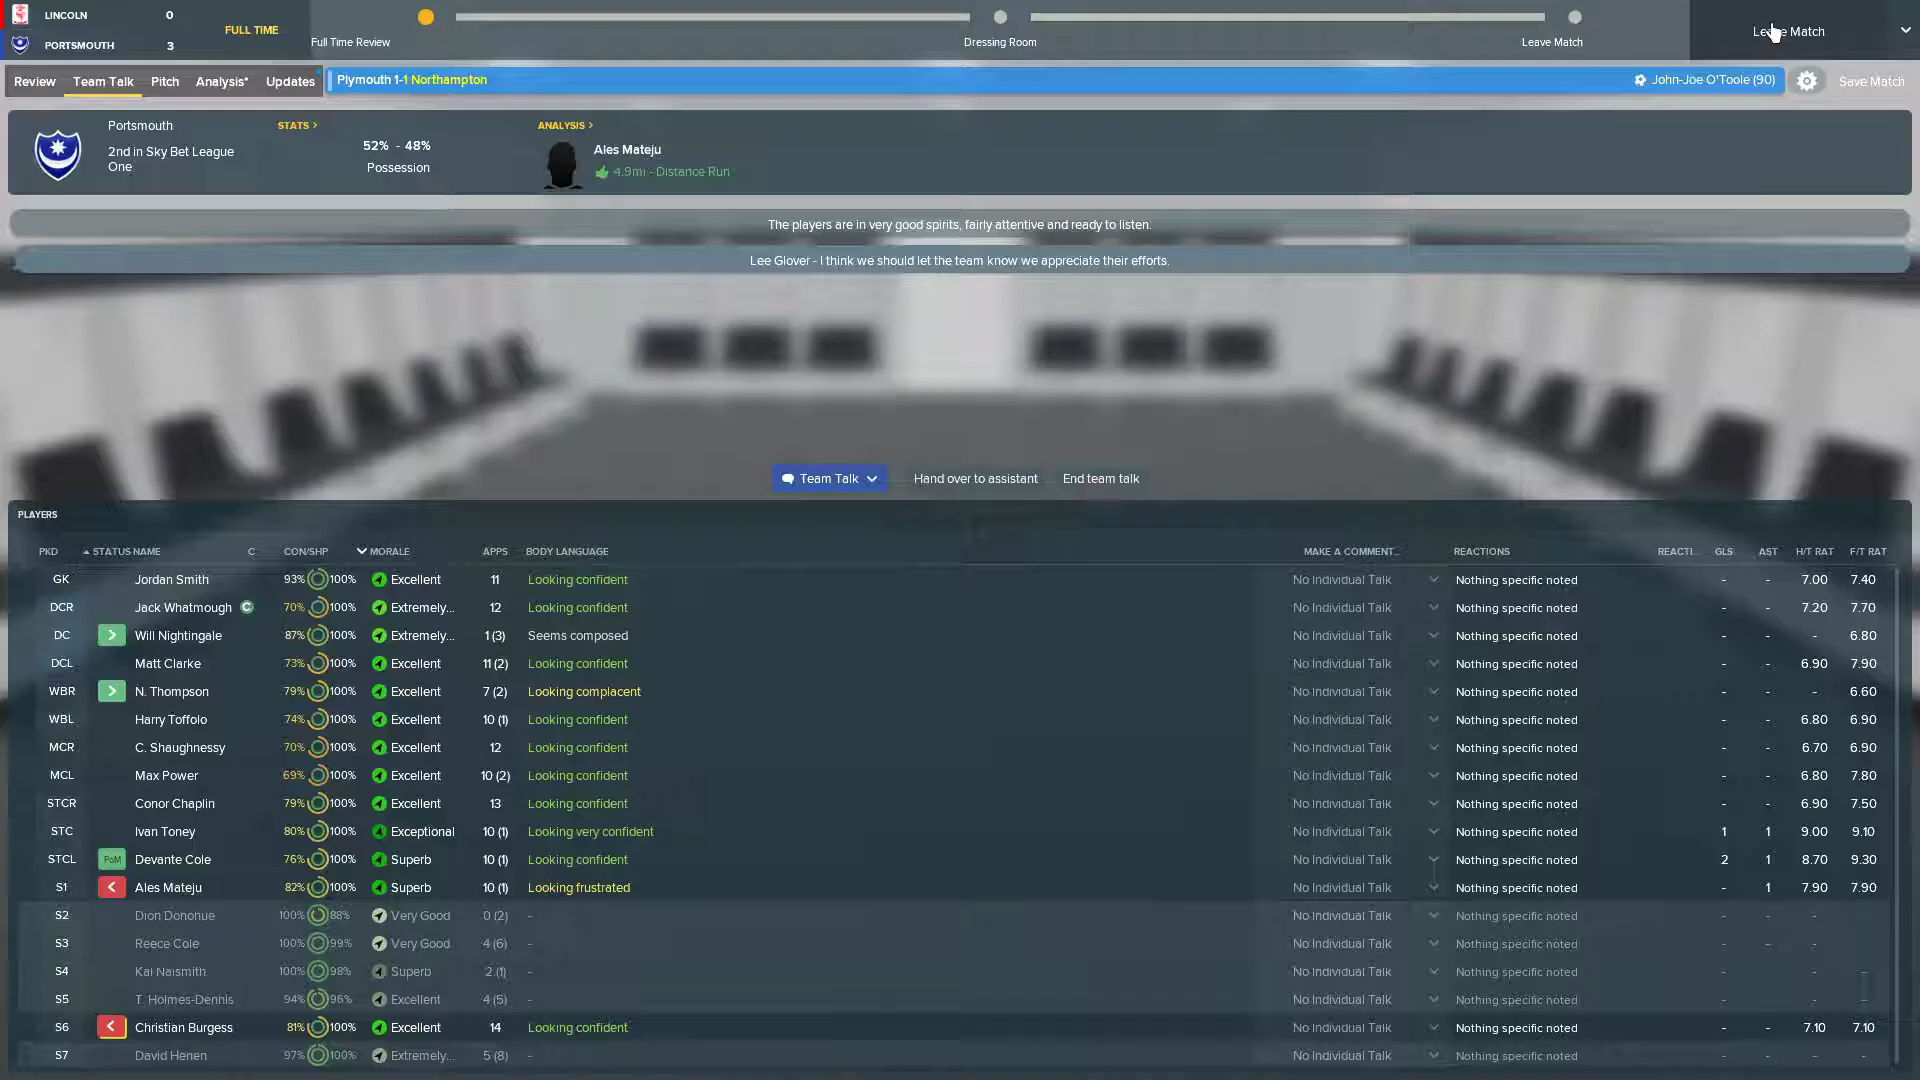 LINCOLN 0
PORTSMOUTH 3
FULL TIME
Full Time Review
Dressing Room
Leave Match
Review Team Talk Pitch Analysis* Updates
Plymouth 1-1 Northampton
John-Joe O'Toole (90)
Save Match
Portsmouth
2nd in Sky Bet League
One
STATS >
52% - 48%
Possession
ANALYSIS >
Ales Mateju
4.9mi - Distance Run
The players are in very good spirits, fairly attentive and ready to listen.
Lee Glover - I think we should let the team know we appreciate their efforts.
Team Talk Hand over to assistant End team talk
PLAYERS
PKD STATUS NAME C CON/SHP MORALE APPS BODY LANGUAGE MAKE A COMMENT... REACTIONS REACTI... GLS AST H/T RAT F/T RAT
GK Jordan Smith 93% 100% Excellent 11 Looking confident No Individual Talk Nothing specific noted - - 7.00 7.40
DCR Jack Whatmough C 70% 100% Extremely... 12 Looking confident No Individual Talk Nothing specific noted - - 7.20 7.70
DC Will Nightingale 87% 100% Extremely... 1 (3) Seems composed No Individual Talk Nothing specific noted - - - 6.80
DCL Matt Clarke 73% 100% Excellent 11 (2) Looking confident No Individual Talk Nothing specific noted - - 6.90 7.90
WBR N. Thompson 79% 100% Excellent 7 (2) Looking complacent No Individual Talk Nothing specific noted - - - 6.60
WBL Harry Toffolo 74% 100% Excellent 10 (1) Looking confident No Individual Talk Nothing specific noted - - 6.80 6.90
MCR C. Shaughnessy 70% 100% Excellent 12 Looking confident No Individual Talk Nothing specific noted - - 6.70 6.90
MCL Max Power 69% 100% Excellent 10 (2) Looking confident No Individual Talk Nothing specific noted - - 6.80 7.80
STCR Conor Chaplin 79% 100% Excellent 13 Looking confident No Individual Talk Nothing specific noted - - 6.90 7.50
STC Ivan Toney 80% 100% Exceptional 10 (1) Looking very confident No Individual Talk Nothing specific noted 1 1 9.00 9.10
STCL PoM Devante Cole 76% 100% Superb 10 (1) Looking confident No Individual Talk Nothing specific noted 2 1 8.70 9.30
S1 Ales Mateju 82% 100% Superb 10 (1) Looking frustrated No Individual Talk Nothing specific noted - 1 7.90 7.90
S2 Dion Donohue 100% 88% Very Good 0 (2) - No Individual Talk Nothing specific noted - - - -
S3 Reece Cole 100% 99% Very Good 4 (6) - No Individual Talk Nothing specific noted - - - -
S4 Kal Naismith 100% 98% Superb 2 (1) - No Individual Talk Nothing specific noted - - - -
S5 T. Holmes-Dennis 94% 96% Excellent 4 (5) - No Individual Talk Nothing specific noted - - - -
S6 Christian Burgess 81% 100% Excellent 14 Looking confident No Individual Talk Nothing specific noted - - 7.10 7.10
S7 David Henen 97% 100% Extremely... 5 (8) - No Individual Talk Nothing specific noted - - - -